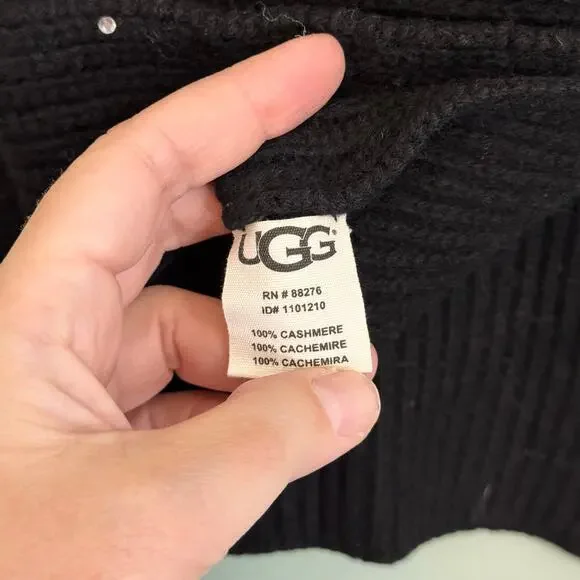 UGG®
RN # 88276
ID# 1101210
100% CASHMERE
100% CACHEMIRE
100% CACHEMIRA